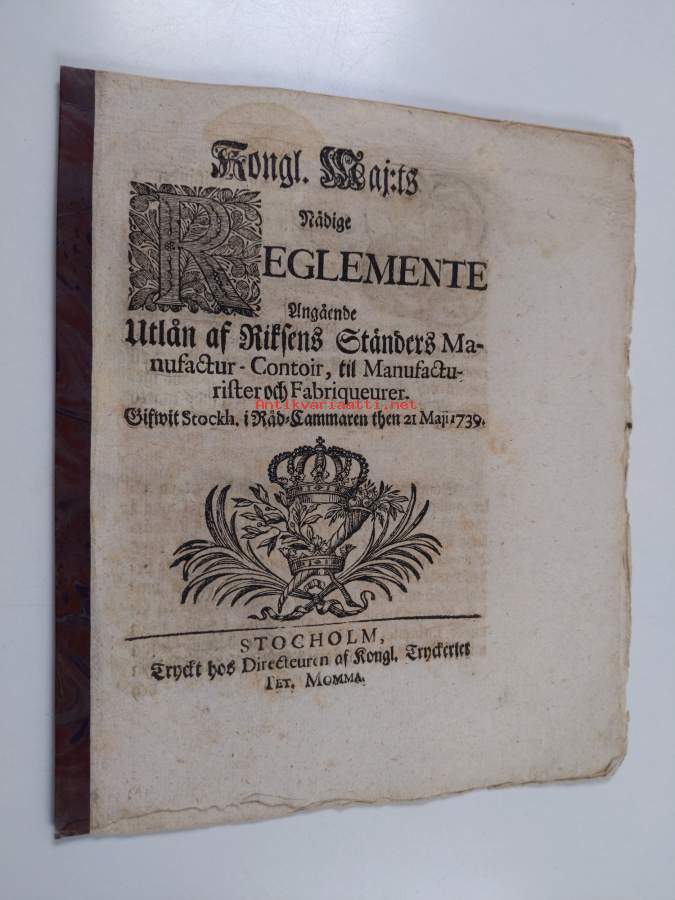 Kongl. Maj:ts
Nådige
REGLEMENTE
Angående
Utlån af Riksens Ständers Ma-
nufactur-Contoir, til Manufactu-
rister och Fabriqueurer.
Antikvariaatti.net
Gifwit Stockh. i Råd-Cammaren then 21 Maji 1739.
STOCHOLM,
Tryckt hos Directeuren af Kongl. Tryckeriet
PET. MOMMA.